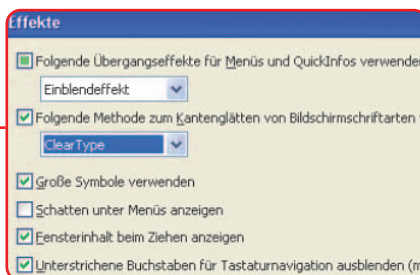 Effekte
Folgende Übergangseffekte für Menüs und QuickInfos verwenden
Einblendeffekt
Folgende Methode zum Kantenglätten von Bildschirmschriftarten
ClearType
Große Symbole verwenden
Schatten unter Menüs anzeigen
Fensterinhalt beim Ziehen anzeigen
Unterstrichene Buchstaben für Tastaturnavigation ausblenden